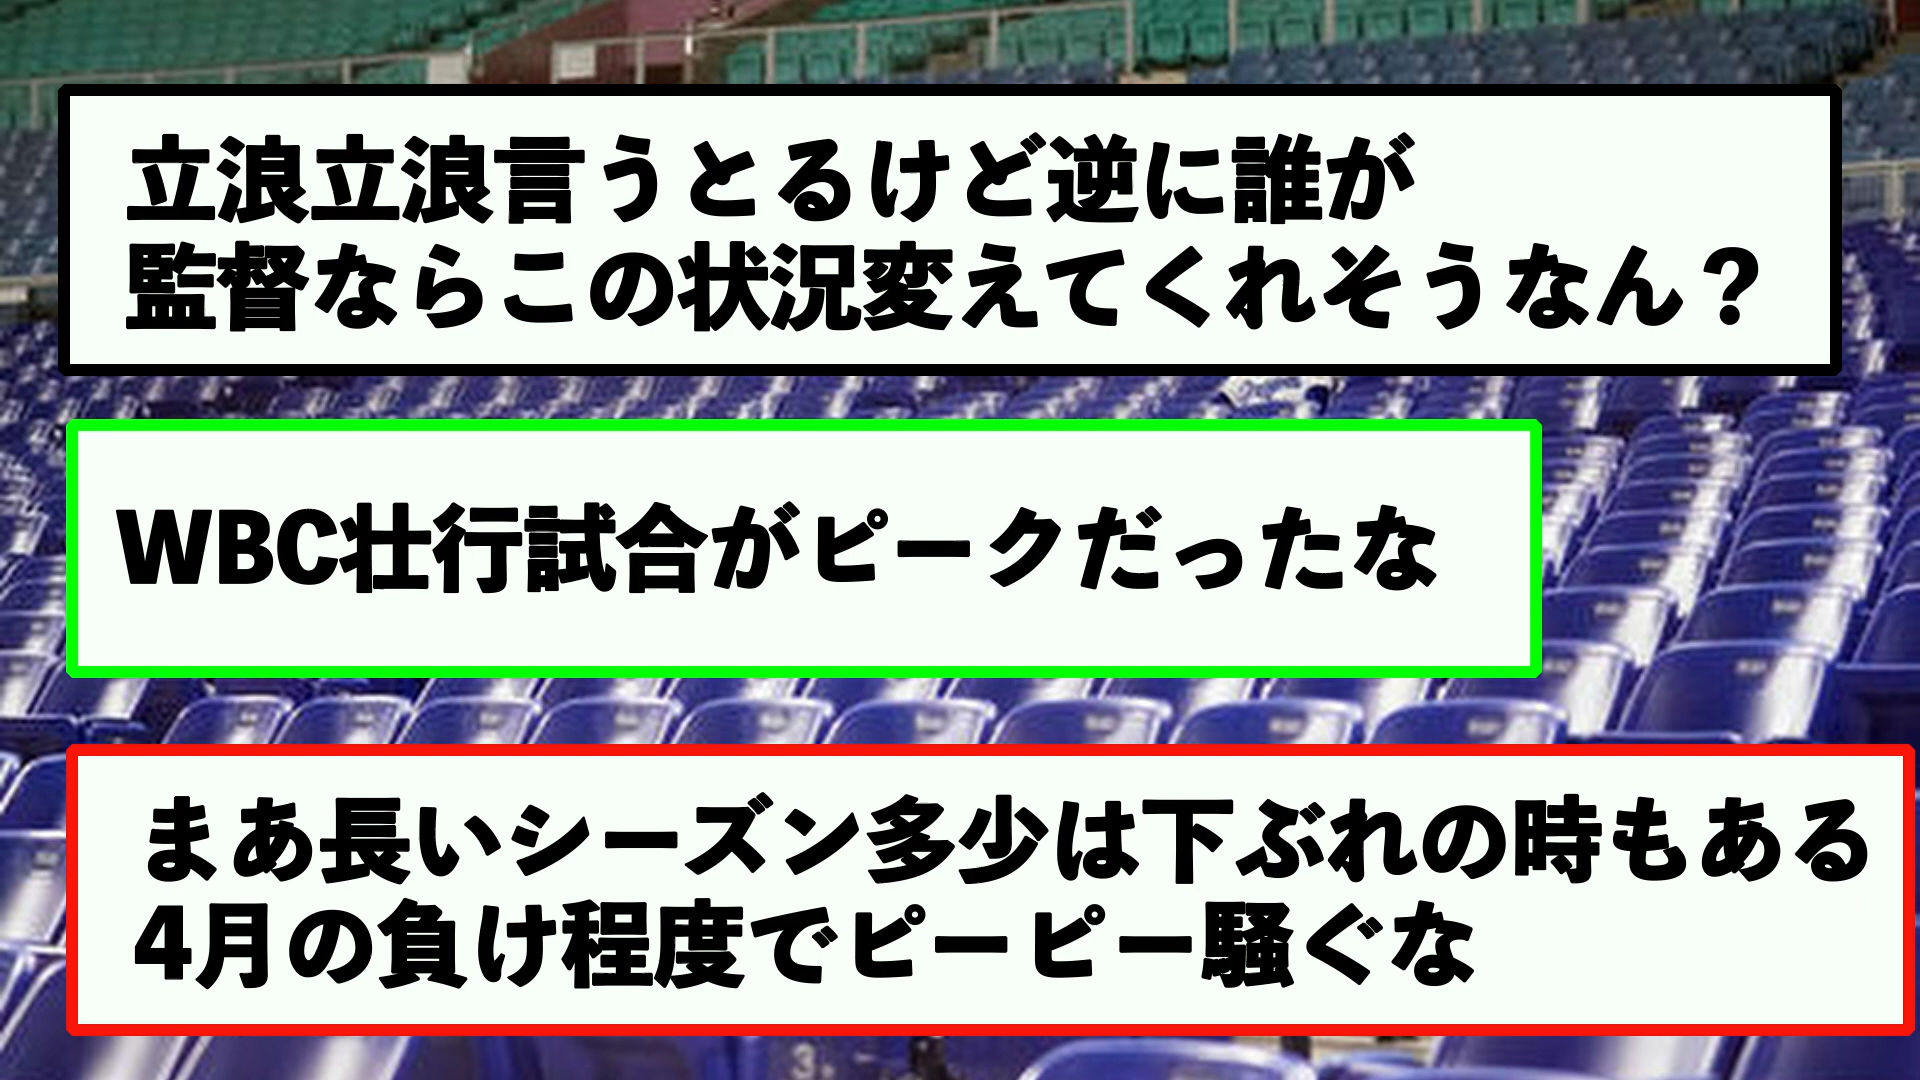 立浪立浪言うとるけど逆に誰が
監督ならこの状況変えてくれそうなん？
WBC壮行試合がピークだったな
まあ長いシーズン多少は下ぶれの時もある
4月の負け程度でピーピー騒ぐな
3.